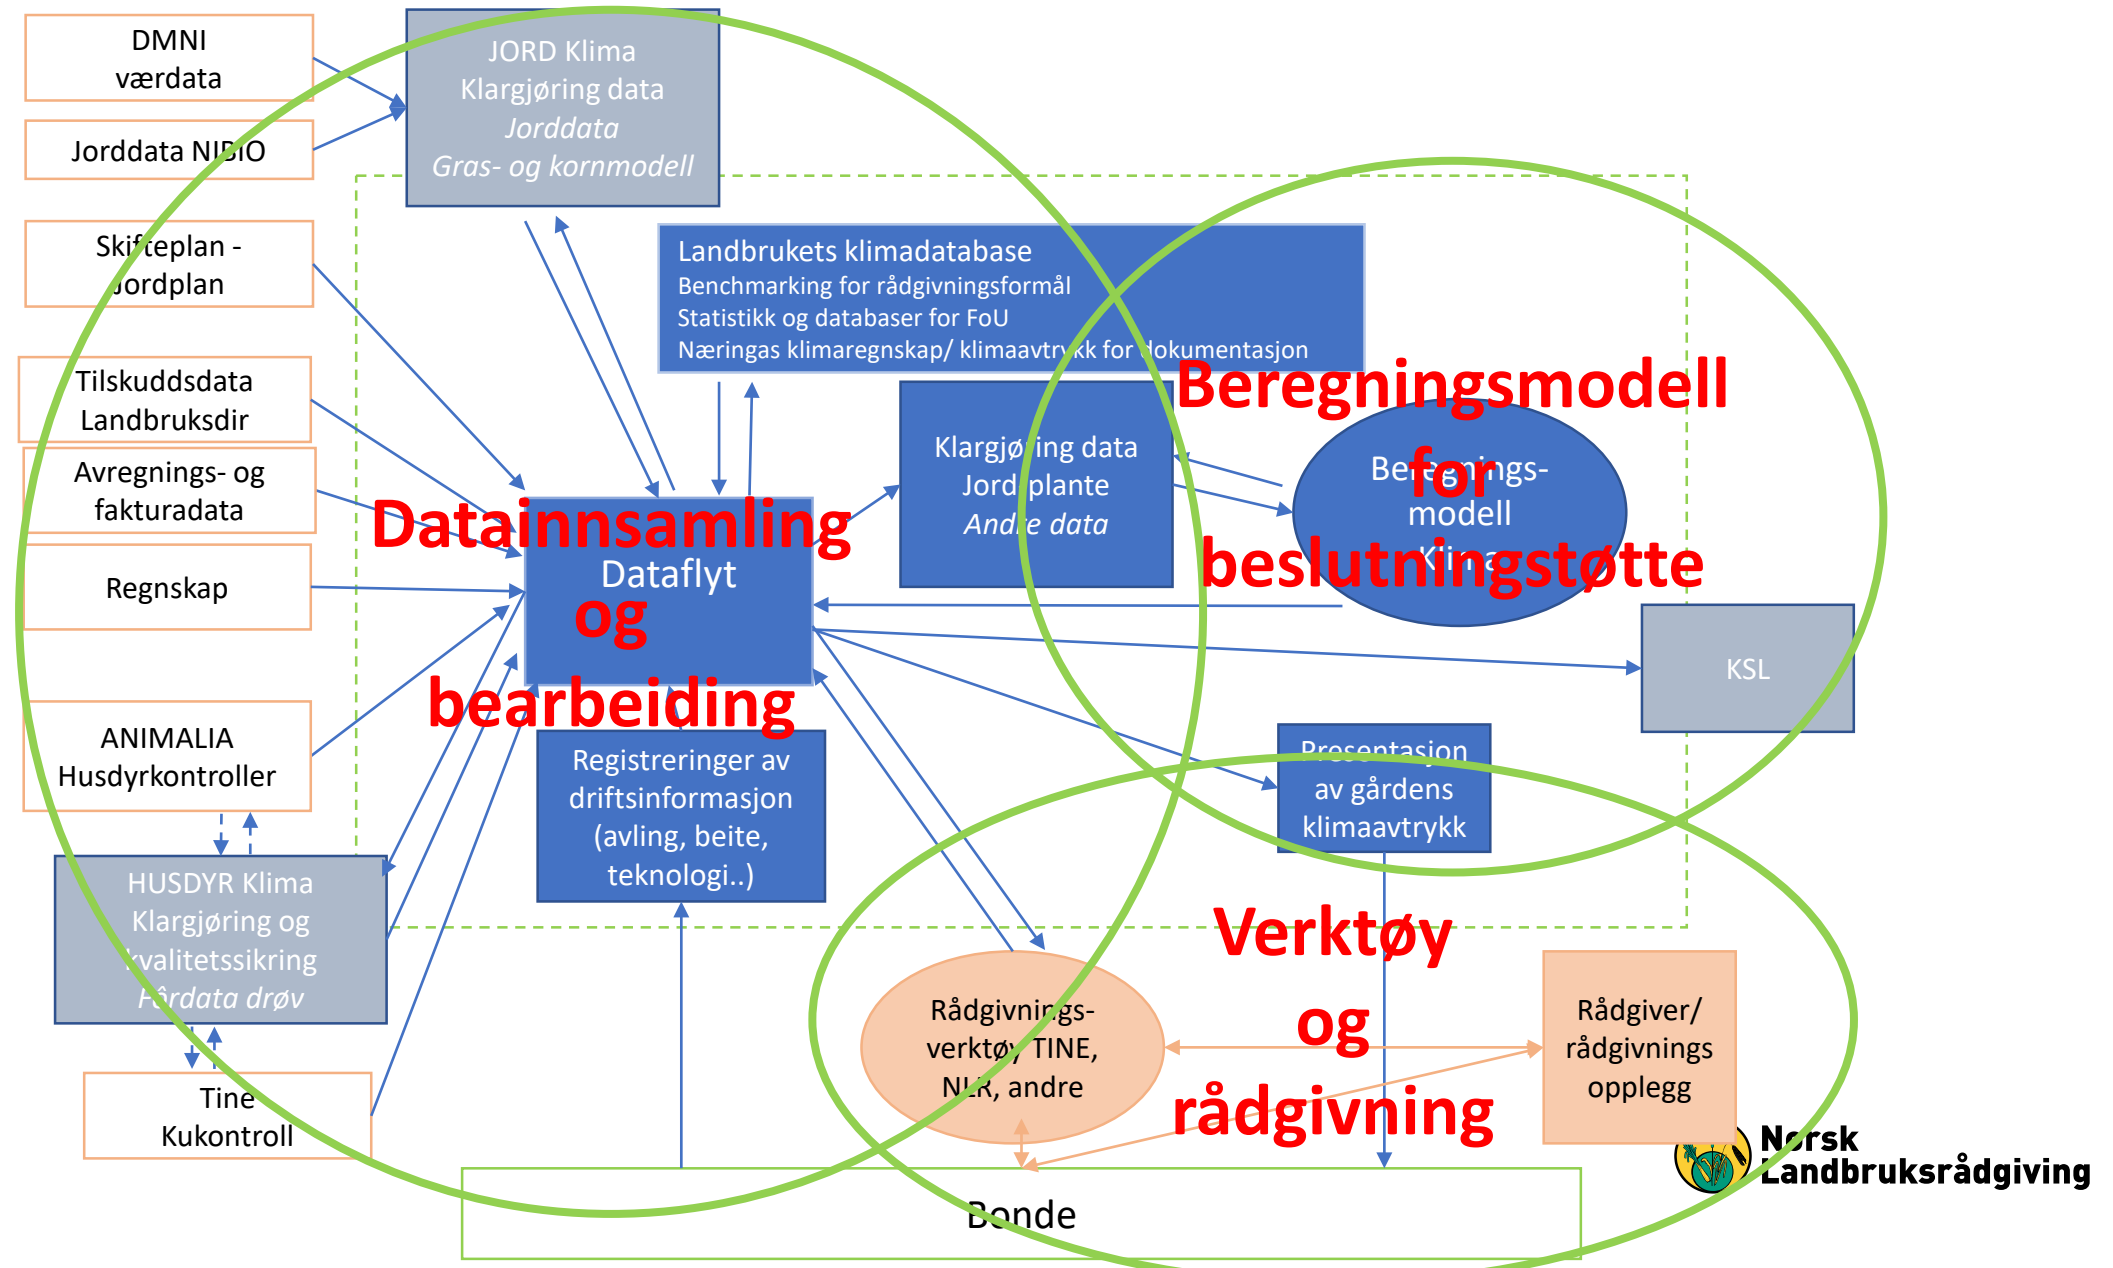 DMNI
værdata
Jorddata NIBIO
Skifteplan -
Jordplan
Tilskuddsdata
Landbruksdir
Avregnings- og
fakturadata
Regnskap
ANIMALIA
Husdyrkontroller
HUSDYR Klima
Klargjøring og
kvalitetssikring
Fôrdata drøv
Tine
Kukontroll
JORD Klima
Klargjøring data
Jorddata
Gras- og kornmodell
Landbrukets klimadatabase
Benchmarking for rådgivningsformål
Statistikk og databaser for FoU
Næringas klimaregnskap/ klimaavtrykk for dokumentasjon
Klargjøring data
Jord/plante
Andre data
Beregnings-
modell
Klima
Beregningsmodell
for
beslutningstøtte
Datainnsamling
og
bearbeiding
Dataflyt
KSL
Registreringer av
driftsinformasjon
(avling, beite,
teknologi..)
Presentasjon
av gårdens
klimaavtrykk
Verktøy
og
rådgivning
Rådgivnings-
verktøy TINE,
NLR, andre
Rådgiver/
rådgivnings
opplegg
Bonde
Norsk
Landbruksrådgiving